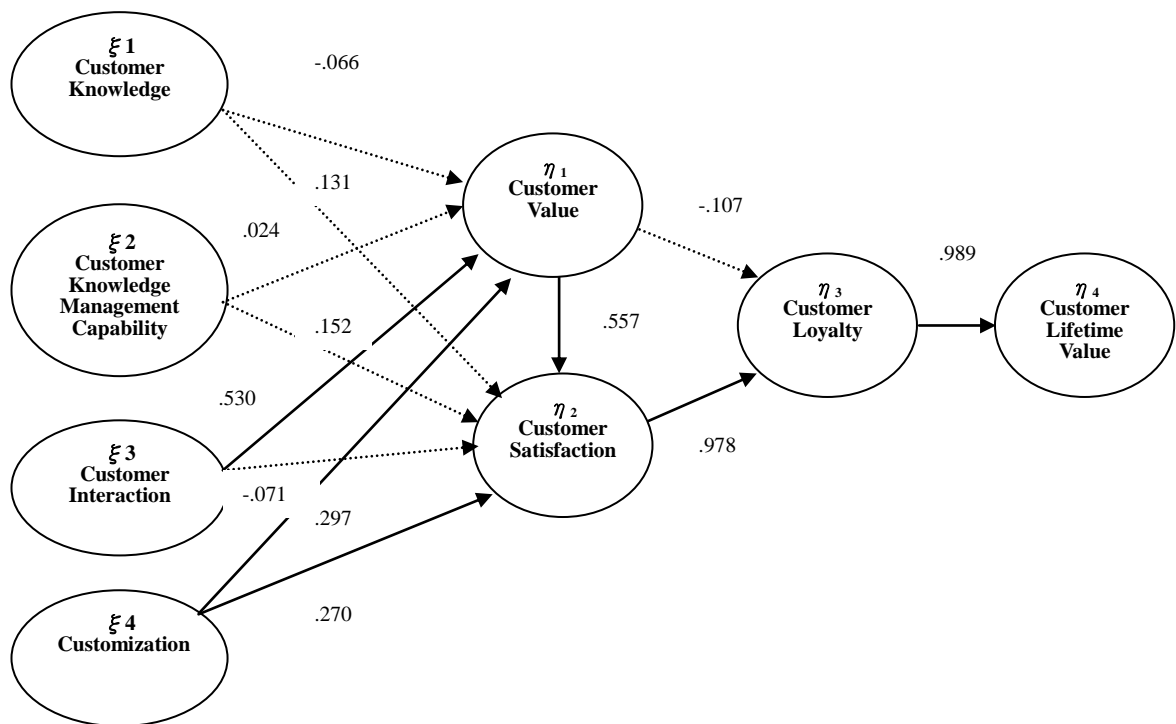 ξ 1
Customer
Knowledge
-.066
.131
ξ 2
Customer
Knowledge
Management
Capability
.024
.152
ξ 3
Customer
Interaction
.530
-.071
ξ 4
Customization
.297
.270
η 1
Customer
Value
.557
-.107
η 2
Customer
Satisfaction
.978
η 3
Customer
Loyalty
.989
η 4
Customer
Lifetime
Value